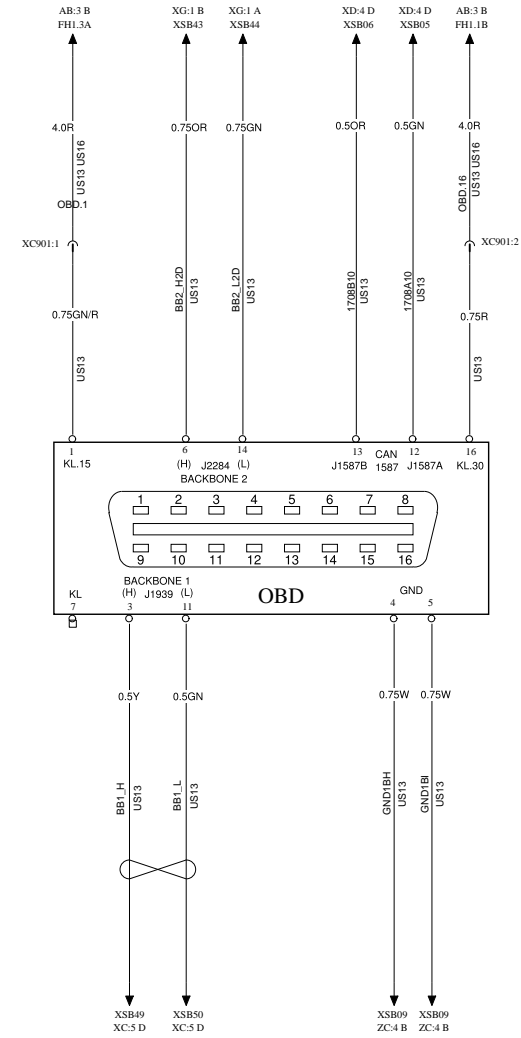 AB:3 B
FH1.3A
XG:1 B
XSB43
XG:1 A
XSB44
XD:4 D
XSB06
XD:4 D
XSB05
AB:3 B
FH1.1B
4.0R
0.75OR
0.75GN
0.5OR
0.5GN
4.0R
US13 US16
OBD.1
OBD.16
US13 US16
XC901:1
XC901:2
BB2_H2D
US13
BB2_L2D
US13
1708B10
US13
1708A10
US13
0.75GN/R
0.75R
US13
US13
1
6
14
13
12
16
KL.15
(H)
J2284
(L)
BACKBONE 2
J1587B
CAN
1587
J1587A
KL.30
1 2 3 4 5 6 7 8
9 10 11 12 13 14 15 16
BACKBONE 1
(H) J1939 (L)
OBD
KL
7
3
11
GND
4
5
0.5Y
0.5GN
0.75W
0.75W
BB1_H
US13
BB1_L
US13
GND1BH
US13
GND1BI
US13
XSB49
XC:5 D
XSB50
XC:5 D
XSB09
ZC:4 B
XSB09
ZC:4 B